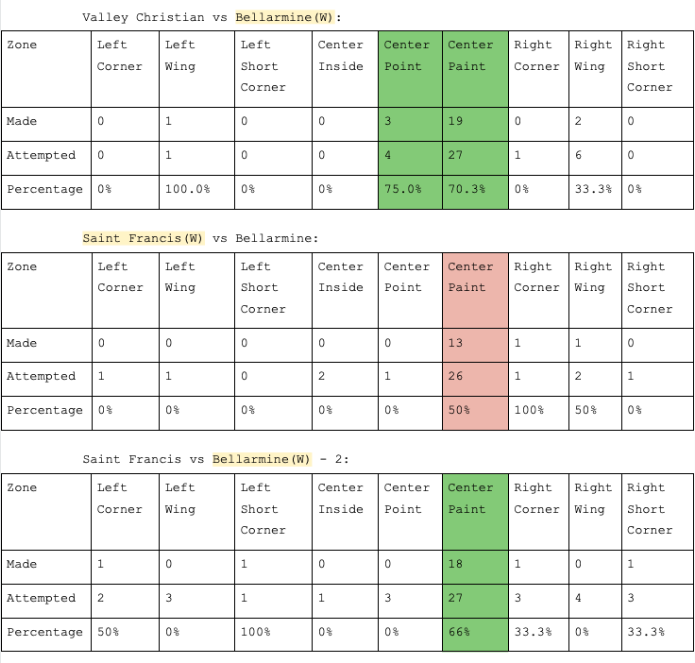 Valley Christian vs Bellarmine(W):
Zone Left Corner Left Wing Left Short Corner Center Inside Center Point Center Paint Right Corner Right Wing Right Short Corner
Made 0 1 0 0 3 19 0 2 0
Attempted 0 1 0 0 4 27 1 6 0
Percentage 0% 100.0% 0% 0% 75.0% 70.3% 0% 33.3% 0%
Saint Francis(W) vs Bellarmine:
Zone Left Corner Left Wing Left Short Corner Center Inside Center Point Center Paint Right Corner Right Wing Right Short Corner
Made 0 0 0 0 0 13 1 1 0
Attempted 1 1 0 2 1 26 1 2 1
Percentage 0% 0% 0% 0% 0% 50% 100% 50% 0%
Saint Francis vs Bellarmine(W) - 2:
Zone Left Corner Left Wing Left Short Corner Center Inside Center Point Center Paint Right Corner Right Wing Right Short Corner
Made 1 0 1 0 0 18 1 0 1
Attempted 2 3 1 1 3 27 3 4 3
Percentage 50% 0% 100% 0% 0% 66% 33.3% 0% 33.3%